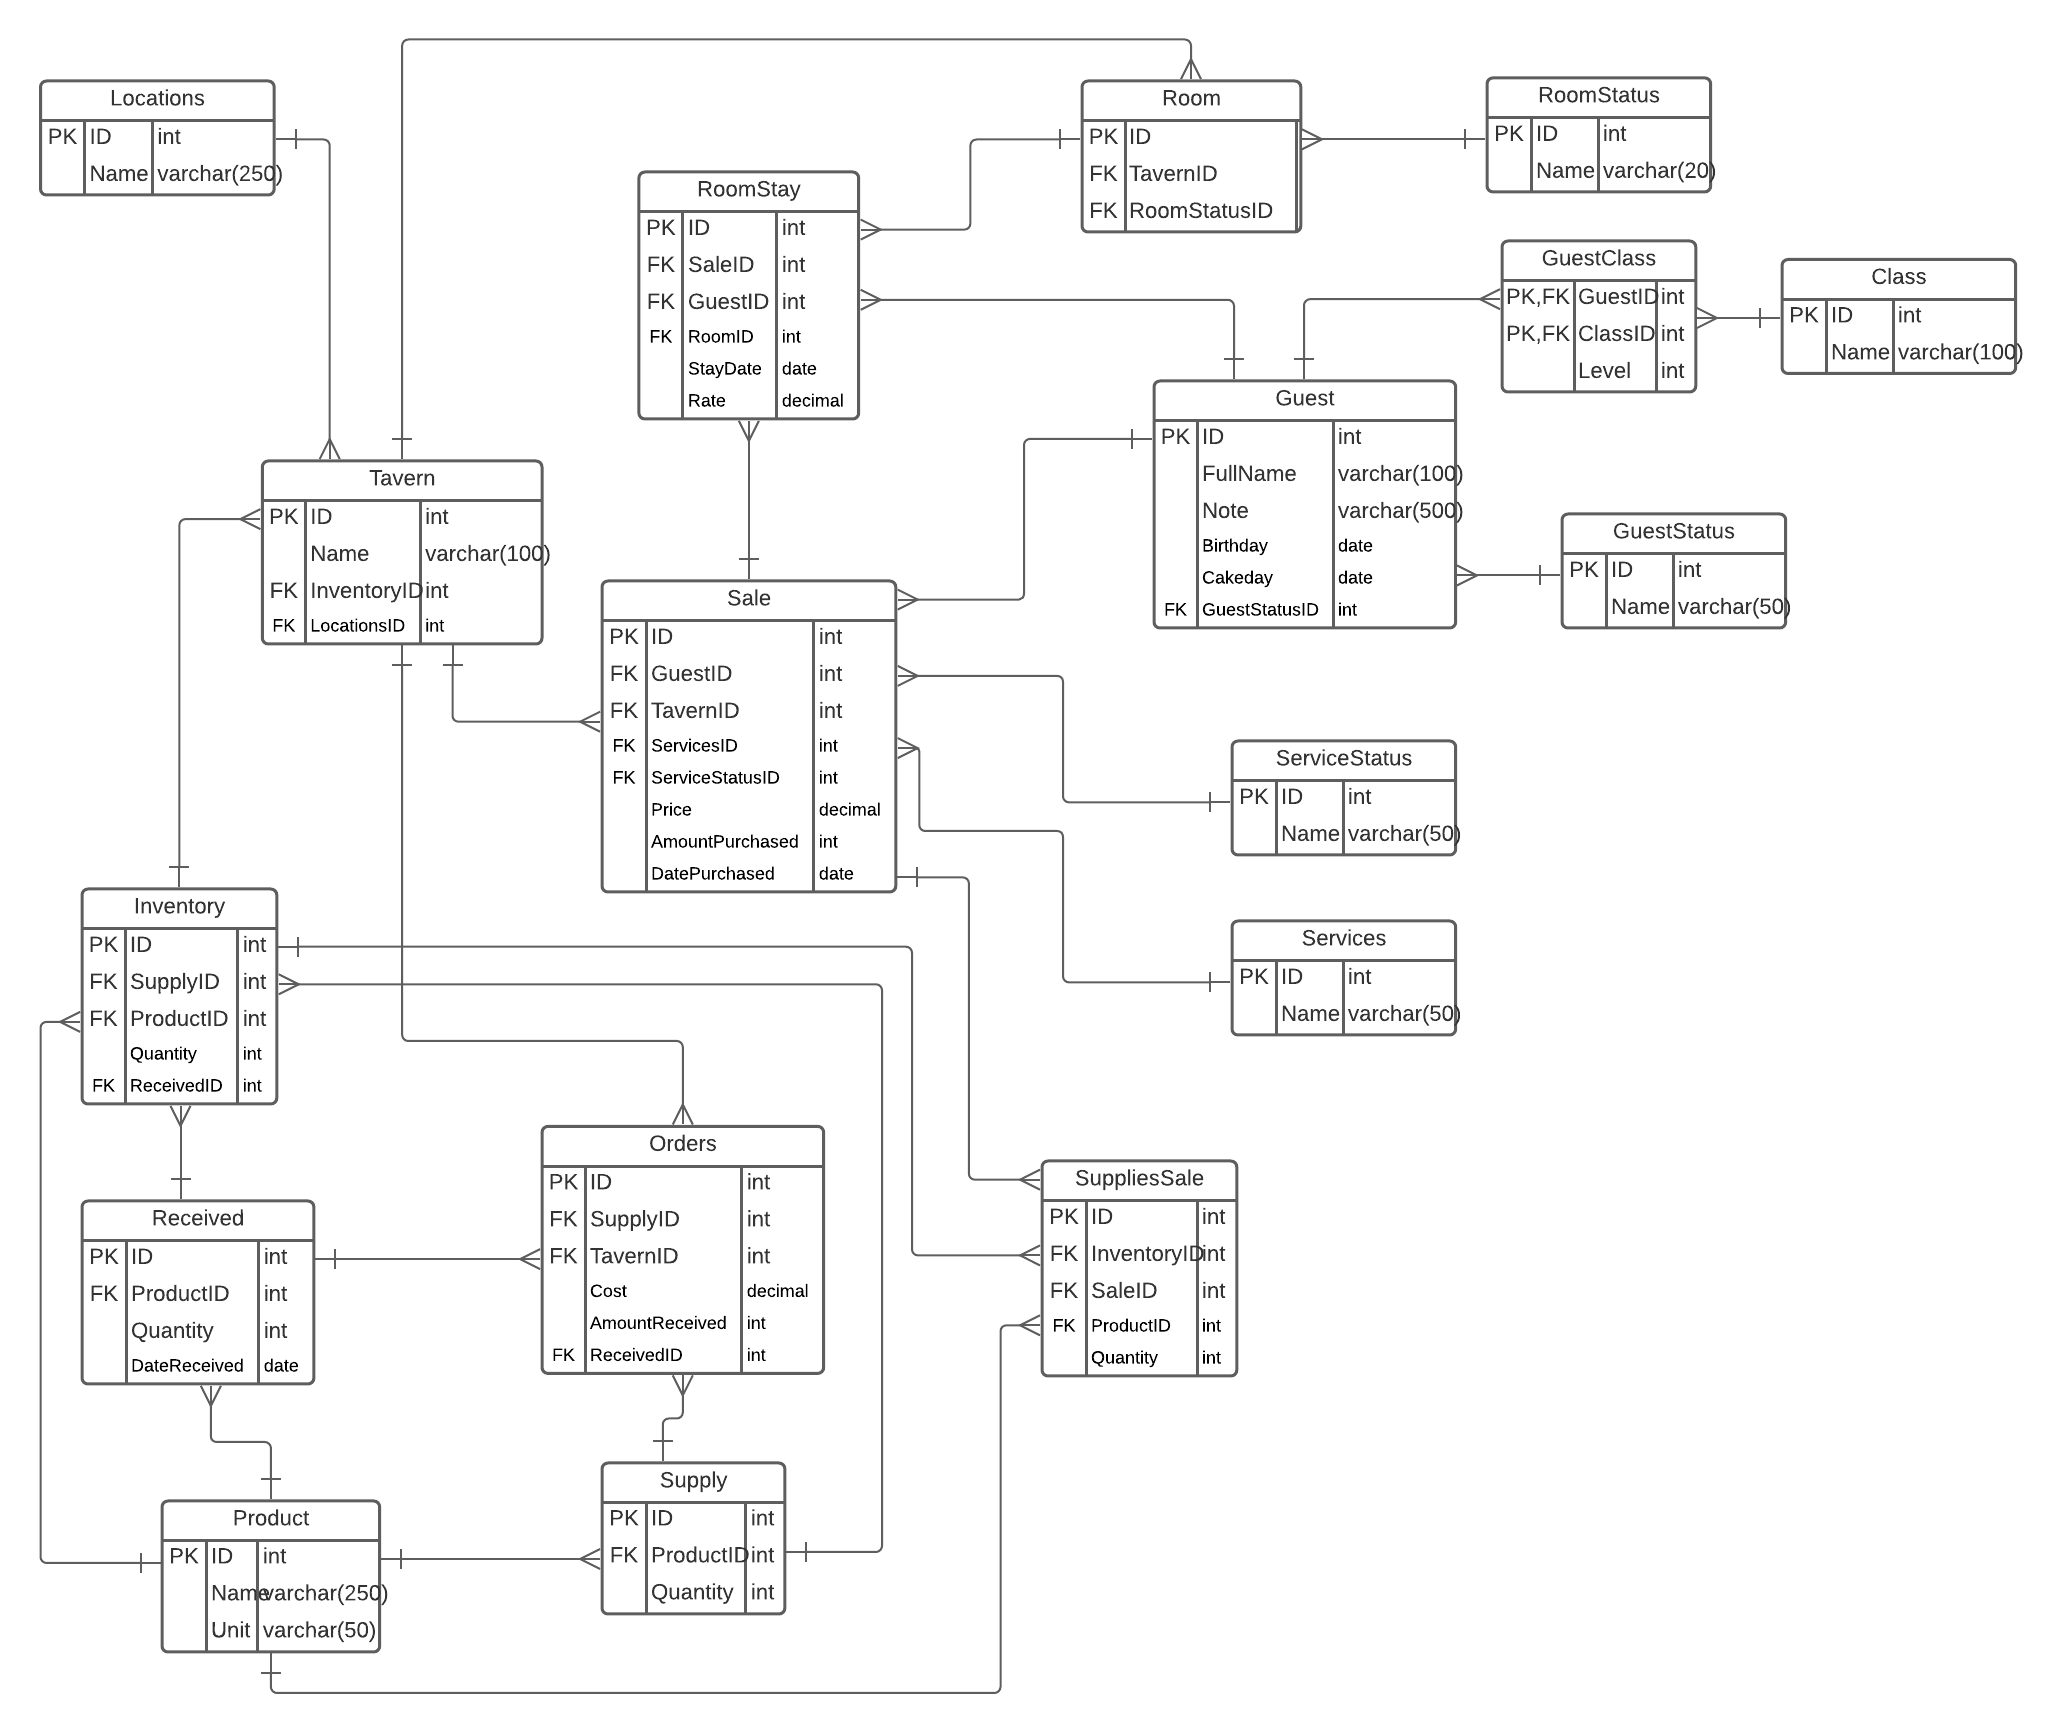 Locations
PK ID int
Name varchar(250)
Room
PK ID
FK TavernID
FK RoomStatusID
RoomStatus
PK ID int
Name varchar(20)
RoomStay
PK ID int
FK SaleID int
FK GuestID int
FK RoomID int
StayDate date
Rate decimal
GuestClass
PK,FK GuestID int
PK,FK ClassID int
Level int
Class
PK ID int
Name varchar(100)
Guest
PK ID int
FullName varchar(100)
Note varchar(500)
Birthday date
Cakeday date
FK GuestStatusID int
Tavern
PK ID int
Name varchar(100)
FK InventoryID int
FK LocationsID int
GuestStatus
PK ID int
Name varchar(50)
Sale
PK ID int
FK GuestID int
FK TavernID int
FK ServicesID int
FK ServiceStatusID int
Price decimal
AmountPurchased int
DatePurchased date
ServiceStatus
PK ID int
Name varchar(50)
Services
PK ID int
Name varchar(50)
Inventory
PK ID int
FK SupplyID int
FK ProductID int
Quantity int
FK ReceivedID int
Orders
PK ID int
FK SupplyID int
FK TavernID int
Cost decimal
AmountReceived int
FK ReceivedID int
SuppliesSale
PK ID int
FK InventoryID int
FK SaleID int
FK ProductID int
Quantity int
Received
PK ID int
FK ProductID int
Quantity int
DateReceived date
Supply
PK ID int
FK ProductID int
Quantity int
Product
PK ID int
Name varchar(250)
Unit varchar(50)